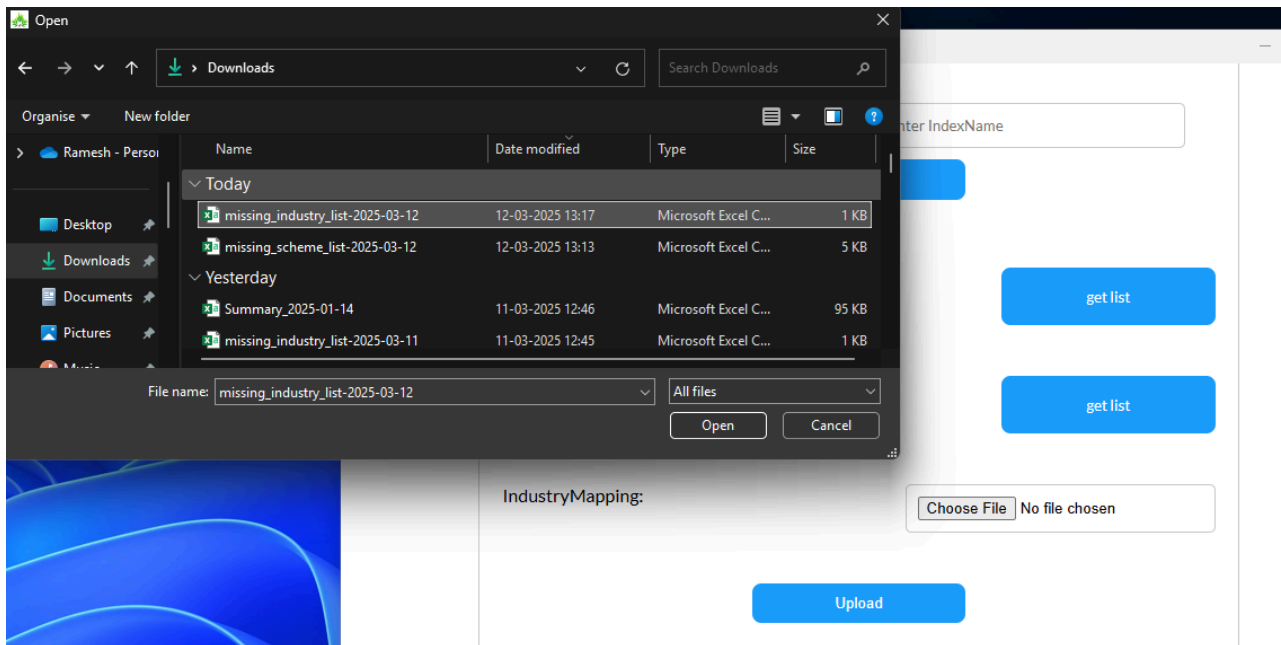 Open
Downloads
Search Downloads
Organise
New folder
Name
Date modified
Type
Size
Ramesh - Person
Today
missing_industry_list-2025-03-12 12-03-2025 13:17 Microsoft Excel C... 1 KB
Desktop
missing_scheme_list-2025-03-12 12-03-2025 13:13 Microsoft Excel C... 5 KB
Downloads
Yesterday
Documents
Summary_2025-01-14 11-03-2025 12:46 Microsoft Excel C... 95 KB
Pictures
missing_industry_list-2025-03-11 11-03-2025 12:45 Microsoft Excel C... 1 KB
Music
File name: missing_industry_list-2025-03-12
All files
Open
Cancel
nter IndexName
get list
get list
IndustryMapping:
Choose File No file chosen
Upload